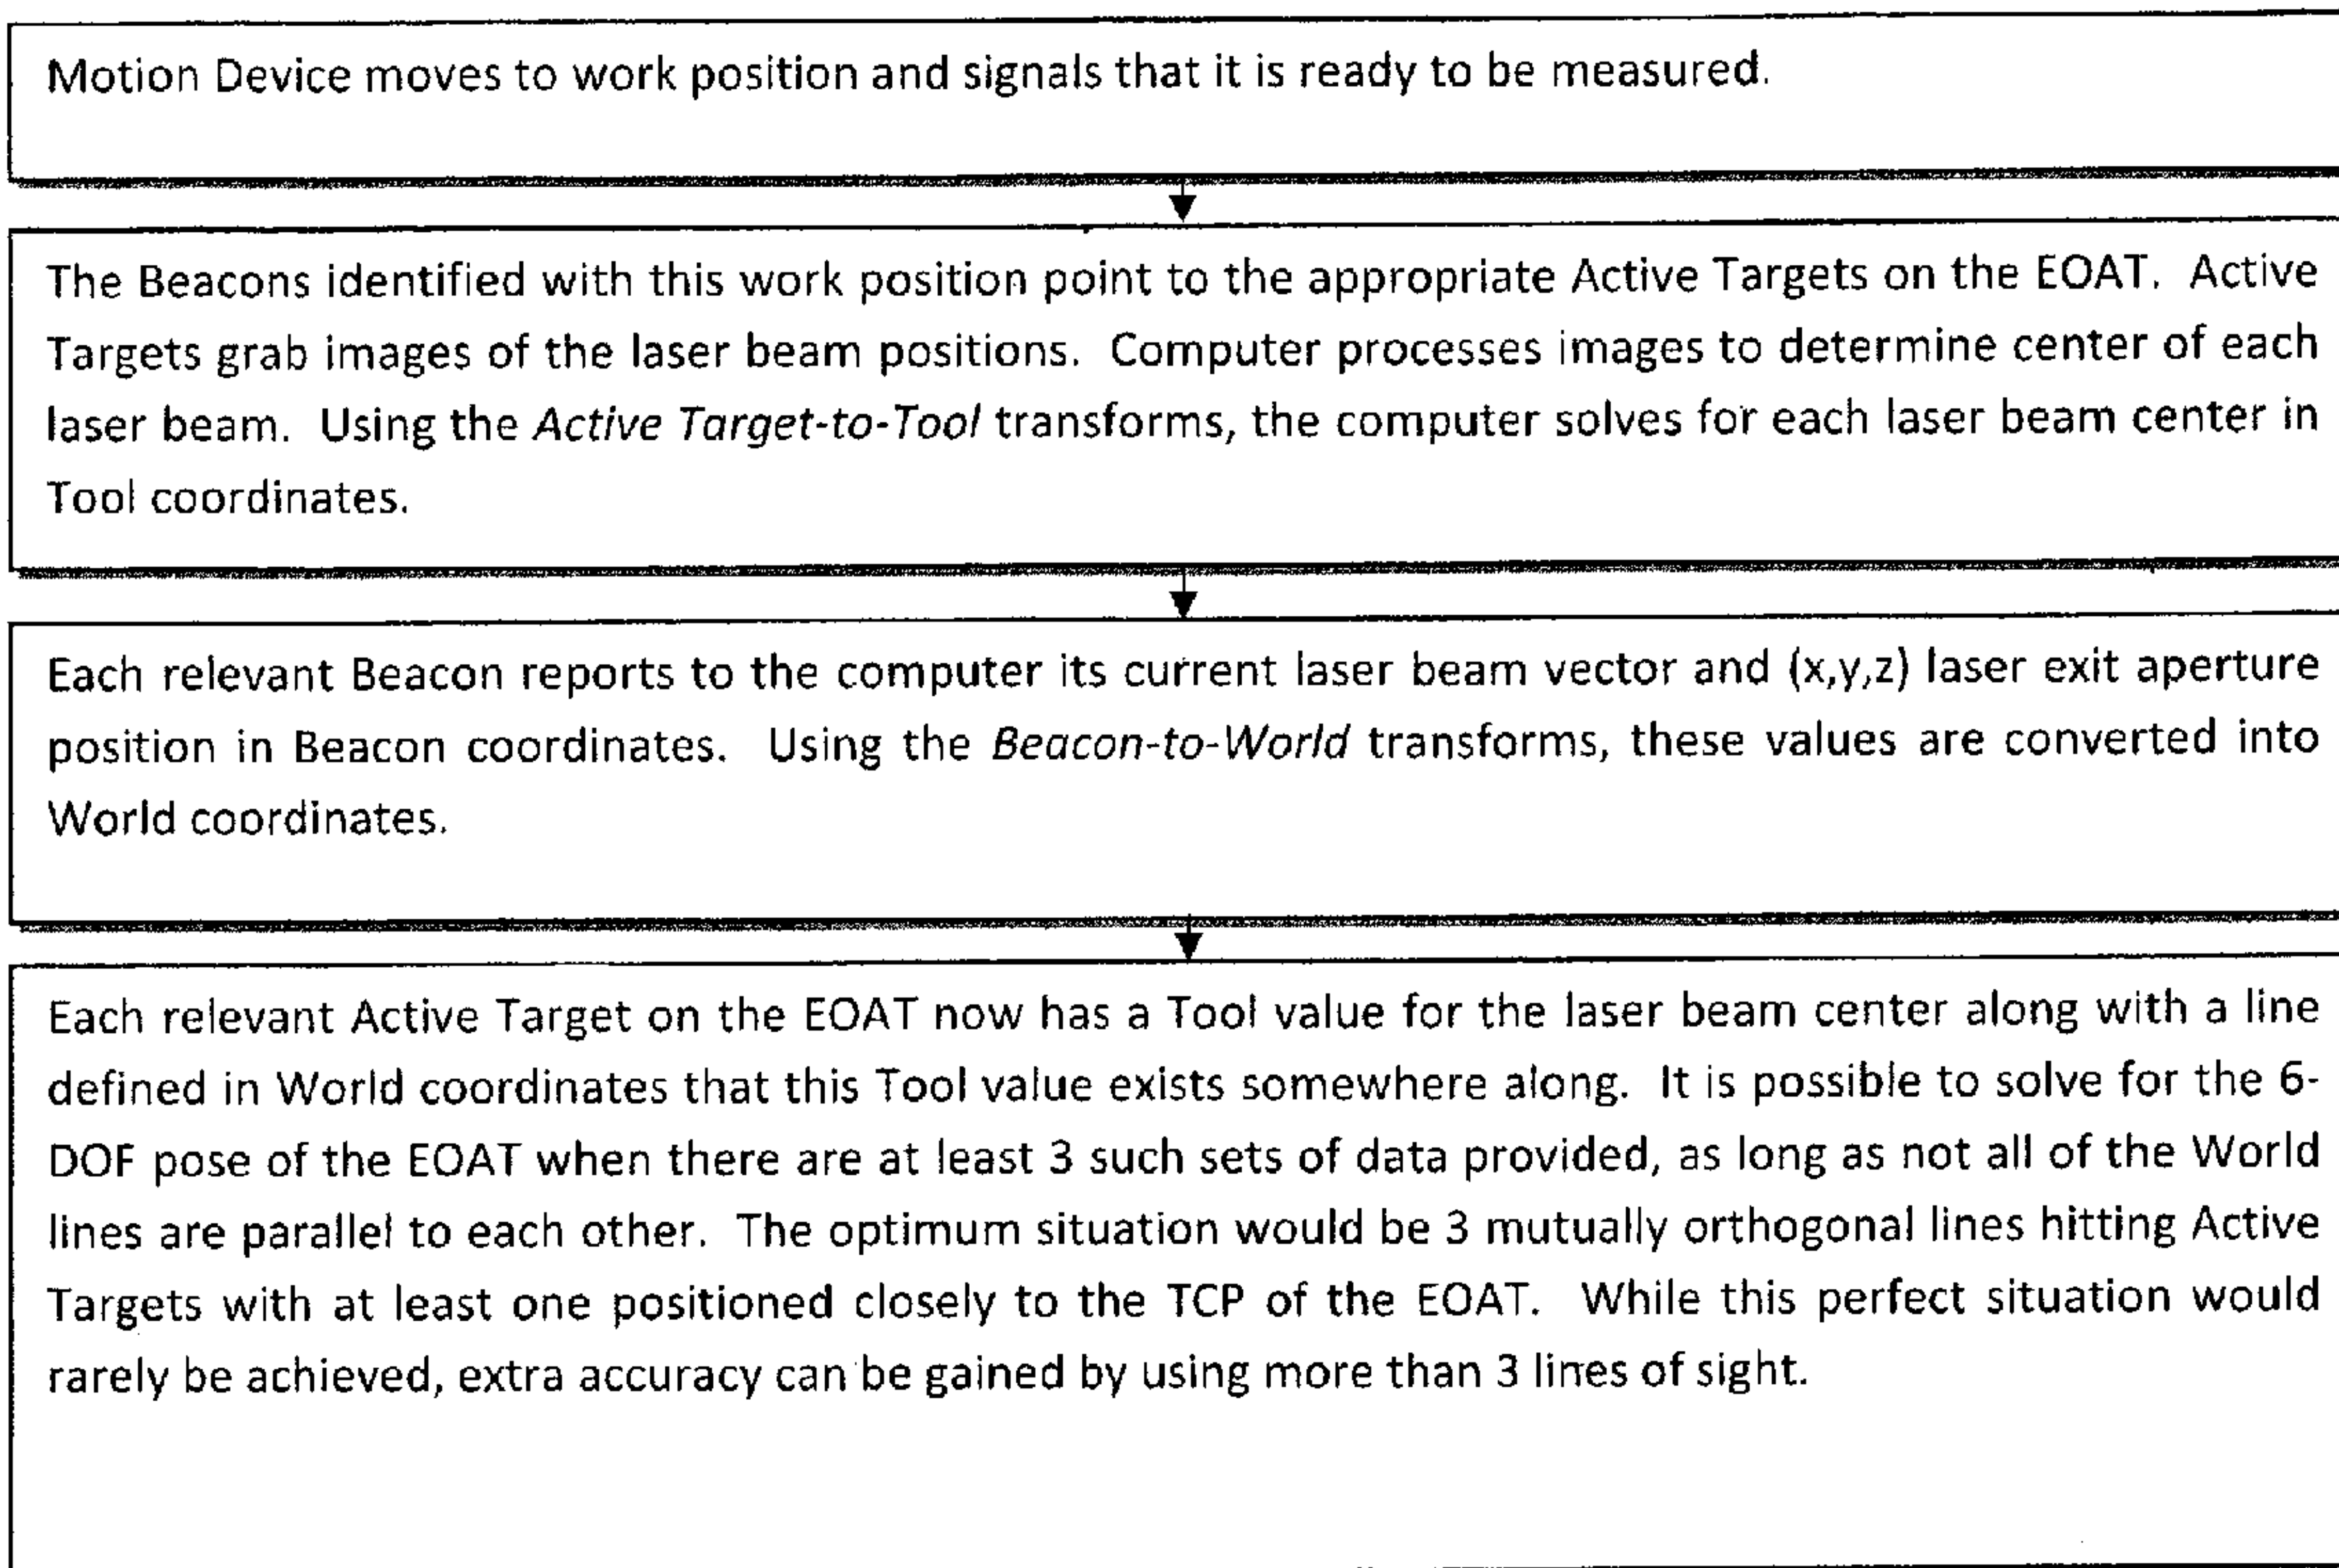 Motion Device moves to work position and signals that it is ready to be measured.
The Beacons identified with this work position point to the appropriate Active Targets on the EOAT. Active
Targets grab images of the laser beam positions. Computer processes images to determine center of each
laser beam. Using the Active Target-to-Tool transforms, the computer solves for each laser beam center in
Tool coordinates.
Each relevant Beacon reports to the computer its current laser beam vector and (x,y,z) laser exit aperture
position in Beacon coordinates. Using the Beacon-to-World transforms, these values are converted into
World coordinates.
Each relevant Active Target on the EOAT now has a Tool value for the laser beam center along with a line
defined in World coordinates that this Tool value exists somewhere along. It is possible to solve for the 6-
DOF pose of the EOAT when there are at least 3 such sets of data provided, as long as not all of the World
lines are parallel to each other. The optimum situation would be 3 mutually orthogonal lines hitting Active
Targets with at least one positioned closely to the TCP of the EOAT. While this perfect situation would
rarely be achieved, extra accuracy can be gained by using more than 3 lines of sight.